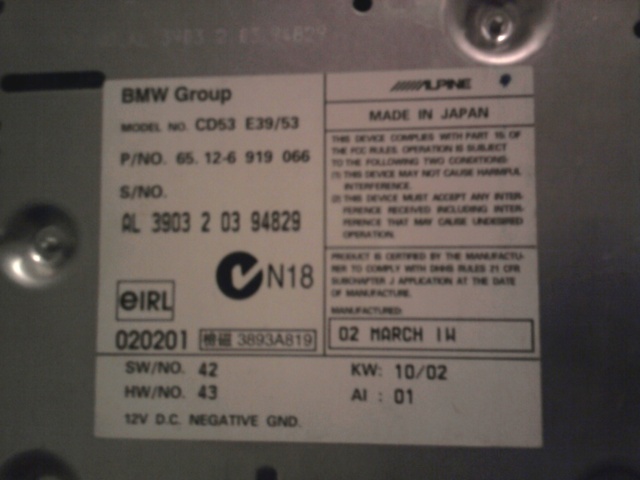 AL 3903 2 03 94829
BMW Group
MODEL NO. CD53 E39/53
P/NO. 65. 12-6 919 066
S/NO.
AL 3903 2 03 94829
N18
eIRL
020201 檢磁 3893A819
ALPINE
MADE IN JAPAN
THIS DEVICE COMPLIES WITH PART 15 OF
THE FCC RULES. OPERATION IS SUBJECT
TO THE FOLLOWING TWO CONDITIONS:
(1) THIS DEVICE MAY NOT CAUSE HARMFUL
INTERFERENCE.
(2) THIS DEVICE MUST ACCEPT ANY INTER-
FERENCE RECEIVED INCLUDING INTER-
FERENCE THAT MAY CAUSE UNDESIRED
OPERATION.
PRODUCT IS CERTIFIED BY THE MANUFACTU-
RER TO COMPLY WITH DHHS RULES 21 CFR
SUBCHAPTER J APPLICATION AT THE DATE
OF MANUFACTURE.
MANUFACTURED:
02 MARCH 1W
SW/NO. 42
HW/NO. 43
12V D.C. NEGATIVE GND.
KW: 10/02
AI : 01